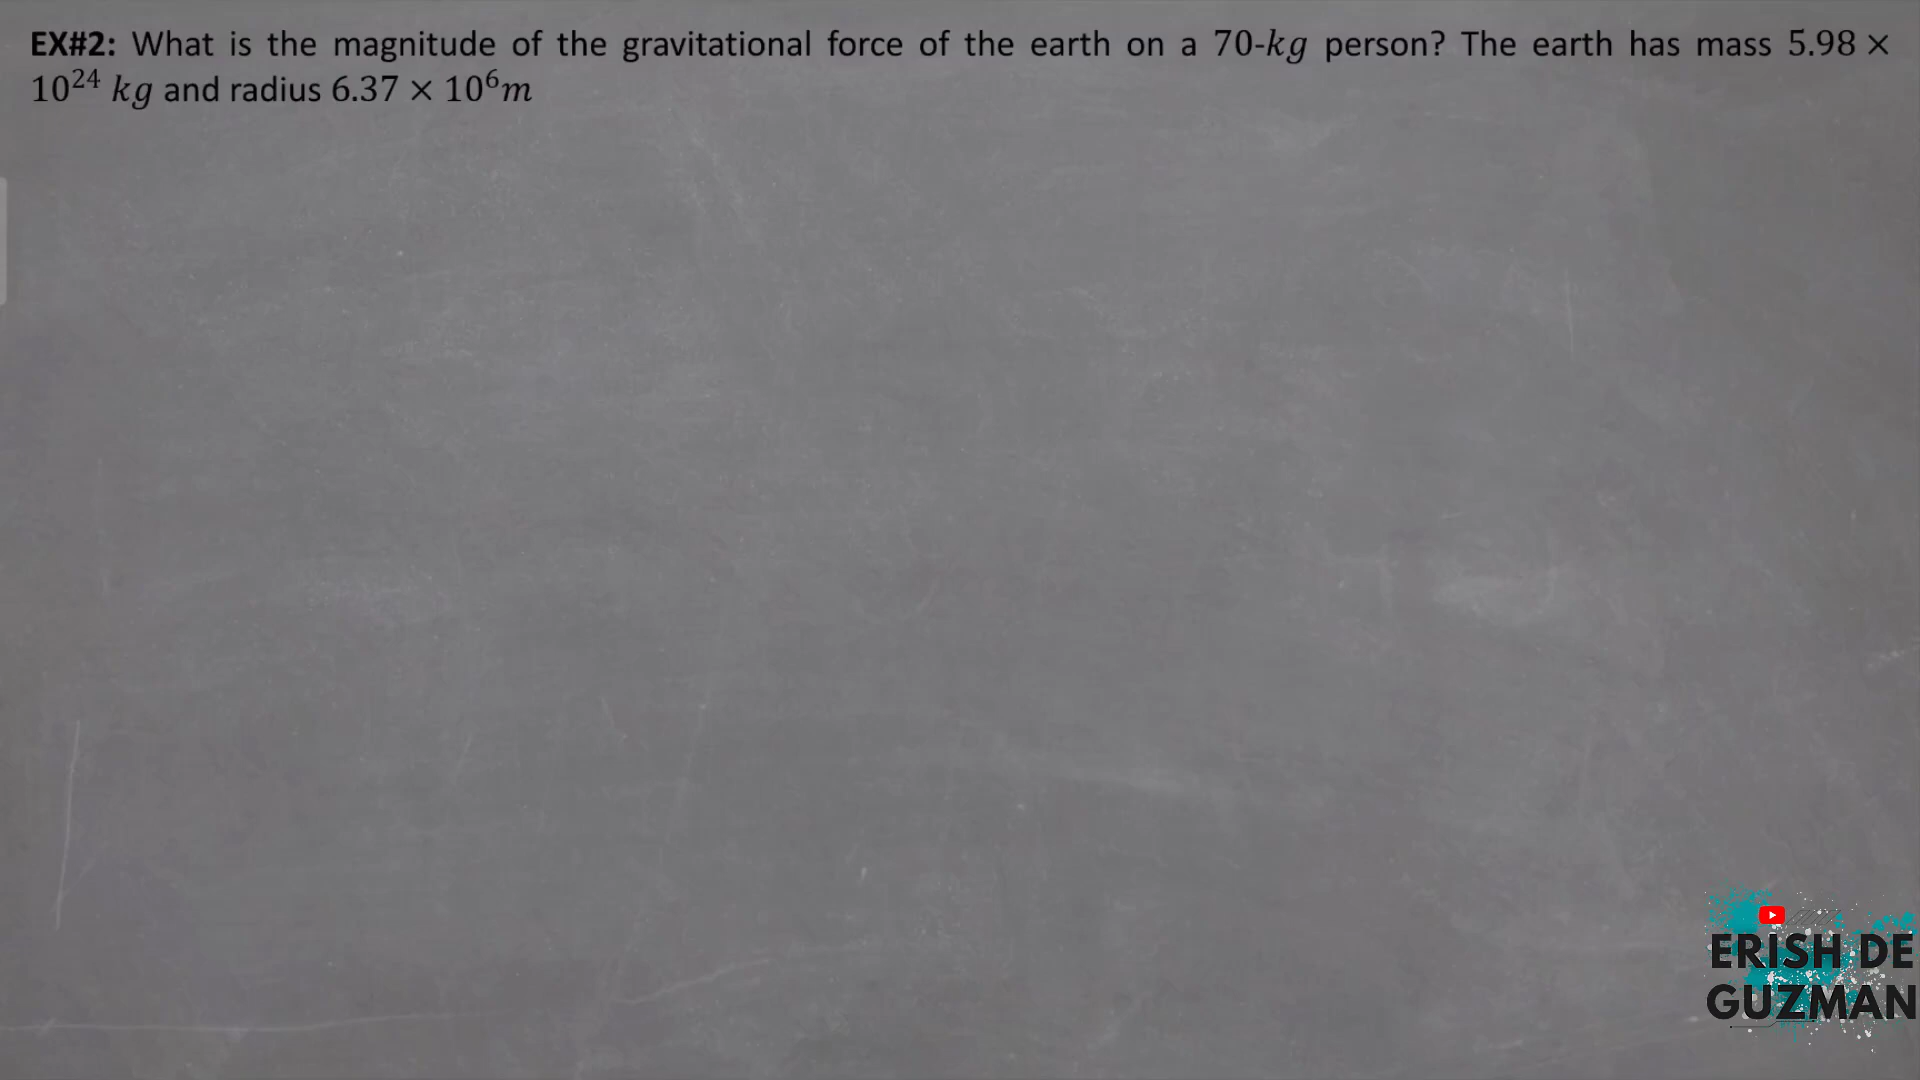 EX#2: What is the magnitude of the gravitational force of the earth on a 70-kg person? The earth has mass 5.98 ×
10²⁴ kg and radius 6.37 × 10⁶m
ERISH DE
GUZMAN